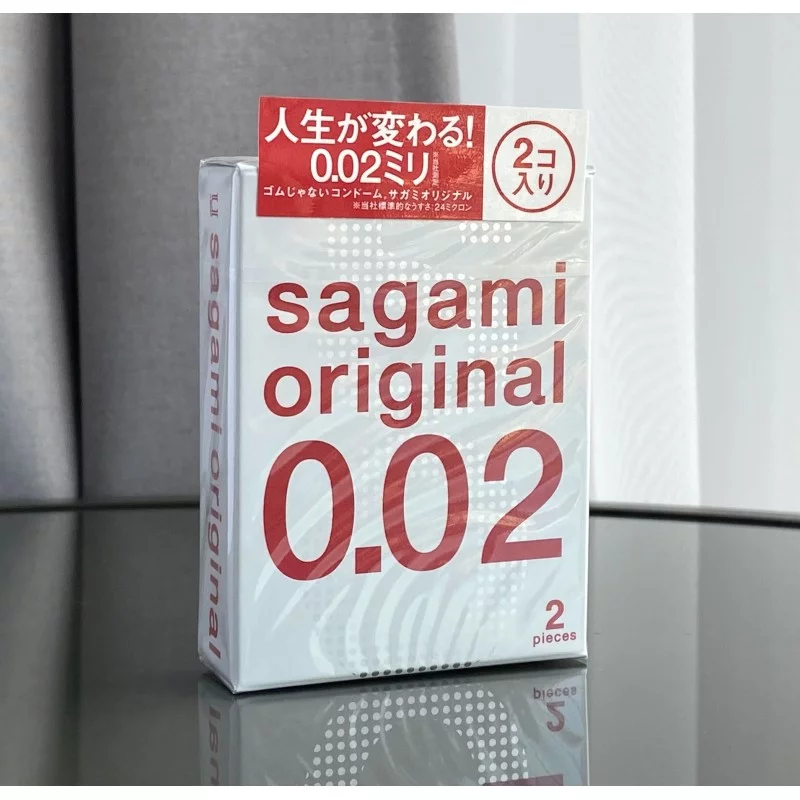 人生が変わる!
0.02ミリ
ゴムじゃないコンドーム。サガミオリジナル
※当社標準的なうすさ:24ミクロン
2コ
入り
sagami
original
0.02
2
pieces
sagami original